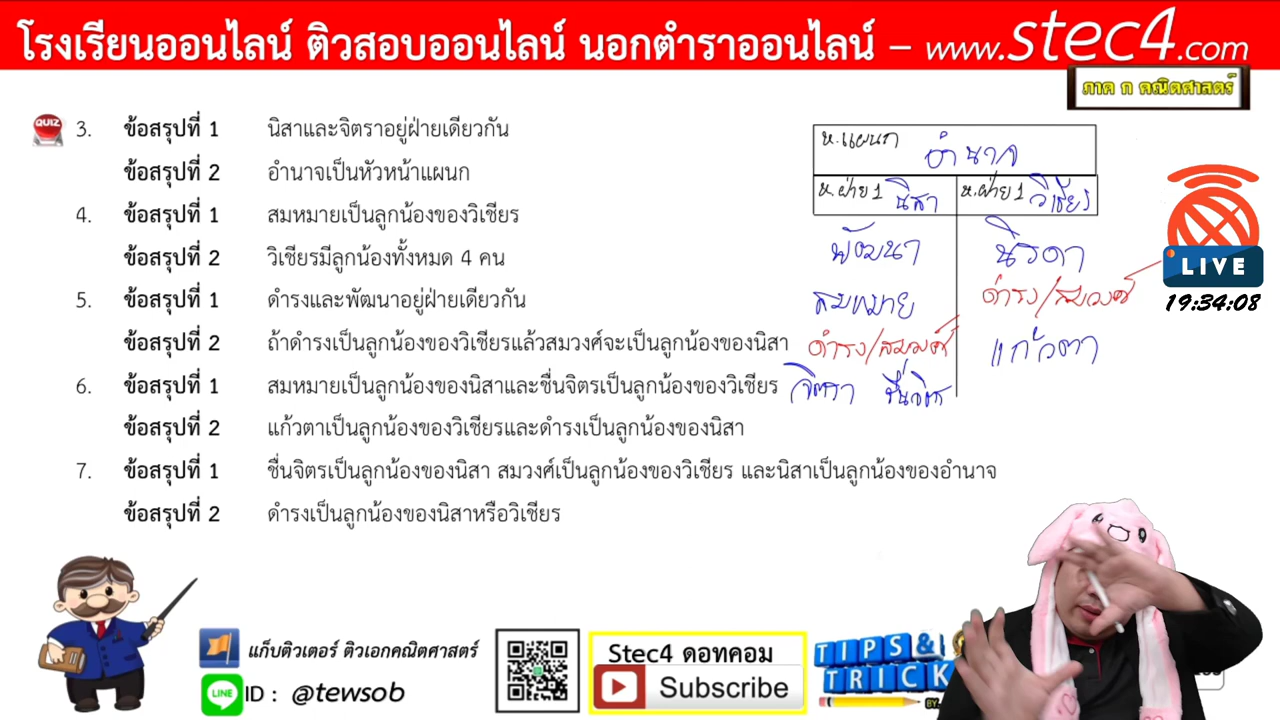 โรงเรียนออนไลน์ ติวสอบออนไลน์ นอกตำราออนไลน์ – www.stec4.com
ภาค ก คณิตศาสตร์
QUIZ
3. ข้อสรุปที่ 1 นิสาและจิตราอยู่ฝ่ายเดียวกัน
ข้อสรุปที่ 2 อำนาจเป็นหัวหน้าแผนก
4. ข้อสรุปที่ 1 สมหมายเป็นลูกน้องของวิเชียร
ข้อสรุปที่ 2 วิเชียรมีลูกน้องทั้งหมด 4 คน
5. ข้อสรุปที่ 1 ดำรงและพัฒนาอยู่ฝ่ายเดียวกัน
ข้อสรุปที่ 2 ถ้าดำรงเป็นลูกน้องของวิเชียรแล้วสมวงศ์จะเป็นลูกน้องของนิสา
6. ข้อสรุปที่ 1 สมหมายเป็นลูกน้องของนิสาและชื่นจิตรเป็นลูกน้องของวิเชียร
ข้อสรุปที่ 2 แก้วตาเป็นลูกน้องของวิเชียรและดำรงเป็นลูกน้องของนิสา
7. ข้อสรุปที่ 1 ชื่นจิตรเป็นลูกน้องของนิสา สมวงศ์เป็นลูกน้องของวิเชียร และนิสาเป็นลูกน้องของอำนาจ
ข้อสรุปที่ 2 ดำรงเป็นลูกน้องของนิสาหรือวิเชียร
ห.แผนก อำนาจ
ห.ฝ่าย 1 นิสา ห.ฝ่าย 1 วิเชียร
พัฒนา นิรดา
สมหมาย ดำรง/สมวงศ์
ดำรง/สมวงศ์ แก้วตา
จิตรา ชื่นจิตร
LIVE
19:34:08
แก็บติวเตอร์ ติวเอกคณิตศาสตร์
LINE ID : @tewsob
Stec4 ดอทคอม
Subscribe
TIPS &
TRICK
BY